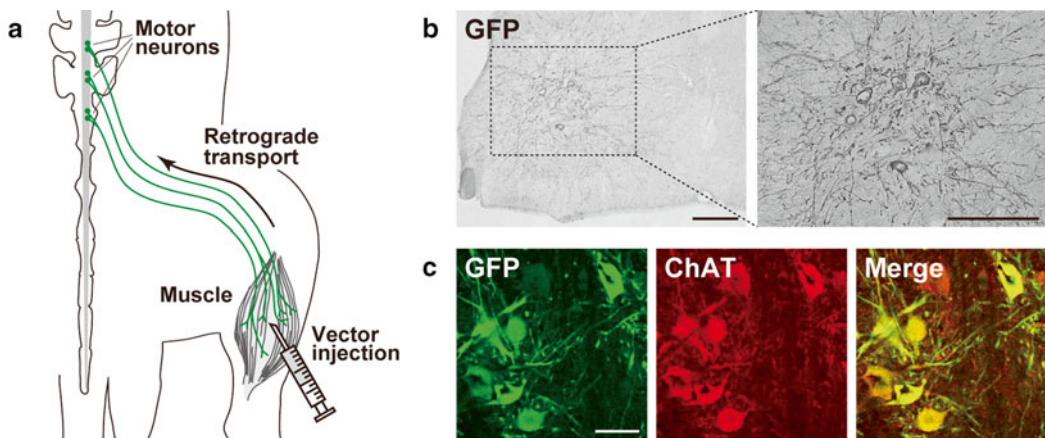 a
Motor
neurons
Retrograde
transport
Muscle
Vector
injection
b
GFP
c
GFP
ChAT
Merge